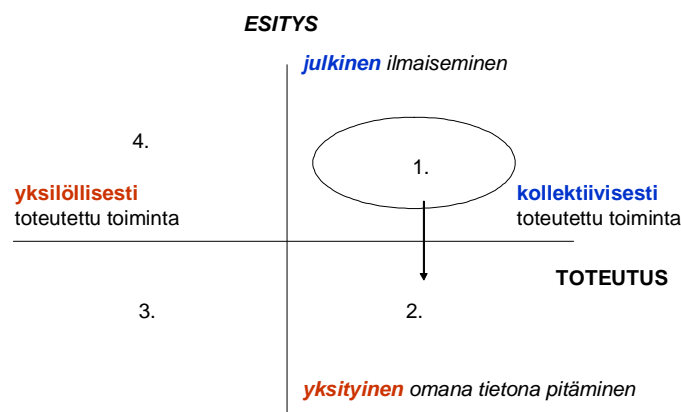 ESITYS
julkinen ilmaiseminen
4.
1.
yksilöllisesti
toteutettu toiminta
kollektiivisesti
toteutettu toiminta
TOTEUTUS
3.
2.
yksityinen omana tietona pitäminen